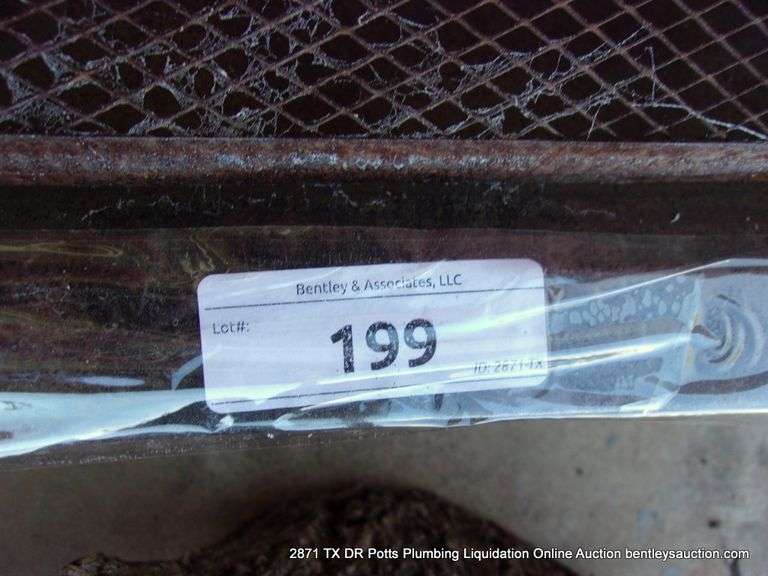 Bentley & Associates, LLC
Lot#:
199
ID: 2871-TX
2871 TX DR Potts Plumbing Liquidation Online Auction bentleysauction.com